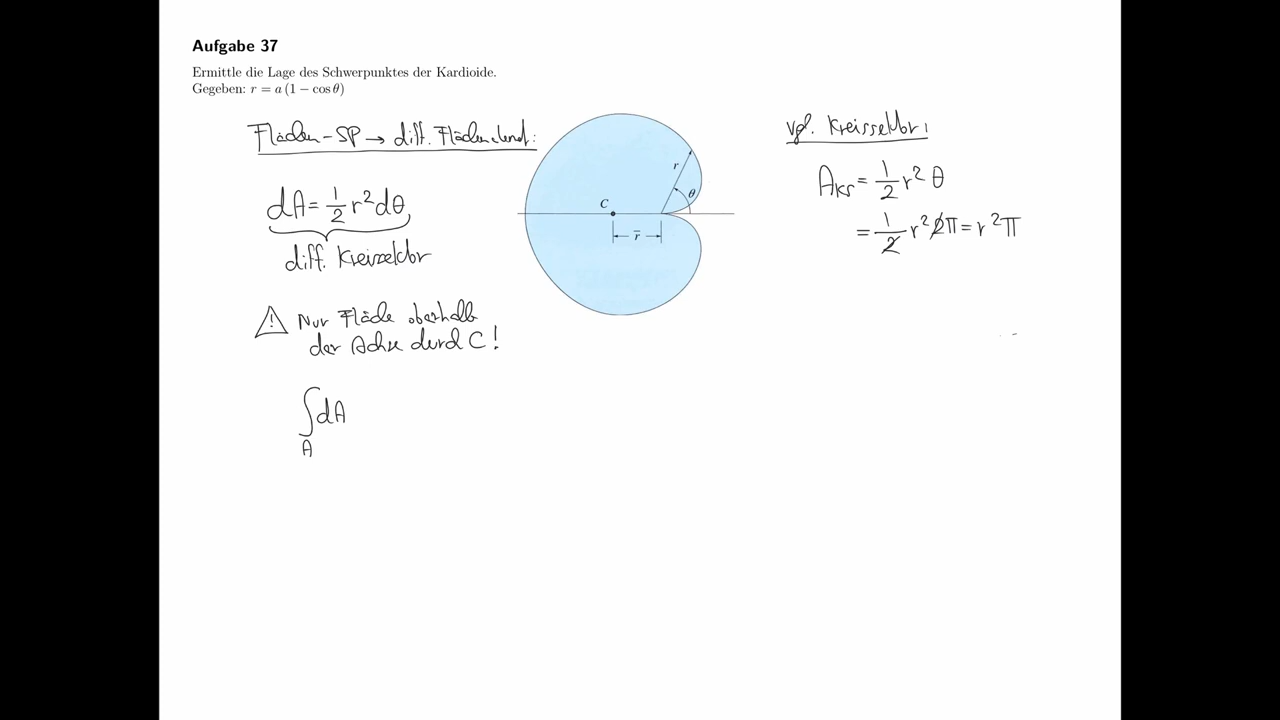 Aufgabe 37
Ermittle die Lage des Schwerpunktes der Kardioide.
Gegeben: r = a (1 − cos θ)
Flächen-SP → diff. Flächenelement:
dA = 1/2 r² dθ
diff. Kreissektor
⚠ Nur Fläche oberhalb
der Achse durch C!
∫dA
A
C
r
θ
r̄
vgl. Kreissektor:
A_KS = 1/2 r² θ
= 1/2 r² 2π = r² π